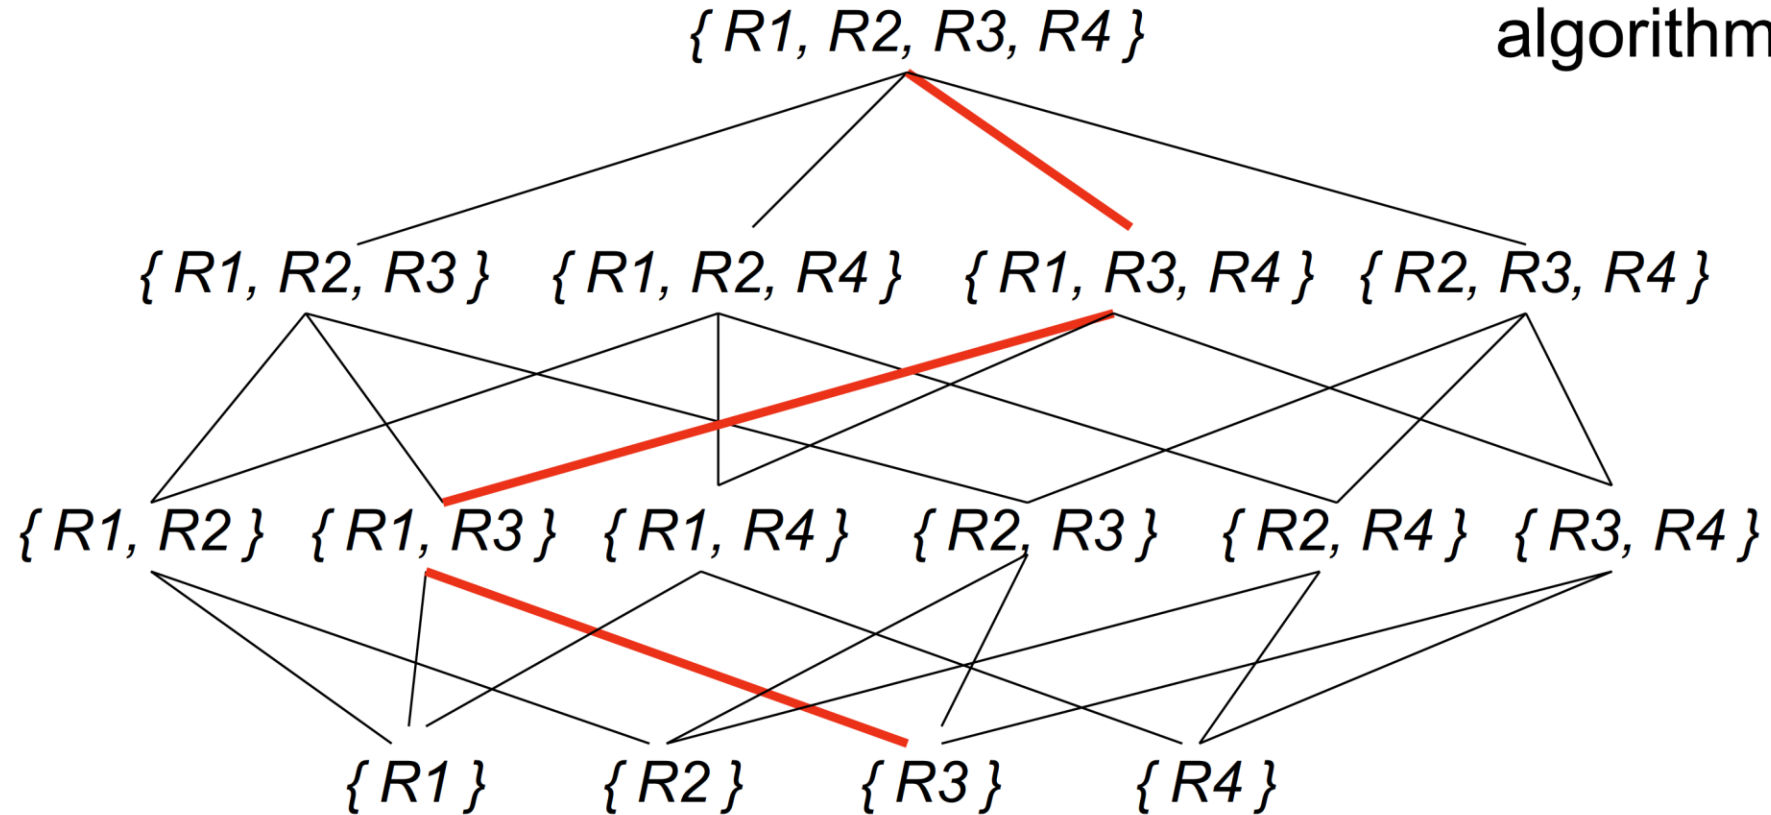 algorithm
{ R1, R2, R3, R4 }
{ R1, R2, R3 } { R1, R2, R4 } { R1, R3, R4 } { R2, R3, R4 }
{ R1, R2 } { R1, R3 } { R1, R4 } { R2, R3 } { R2, R4 } { R3, R4 }
{ R1 } { R2 } { R3 } { R4 }